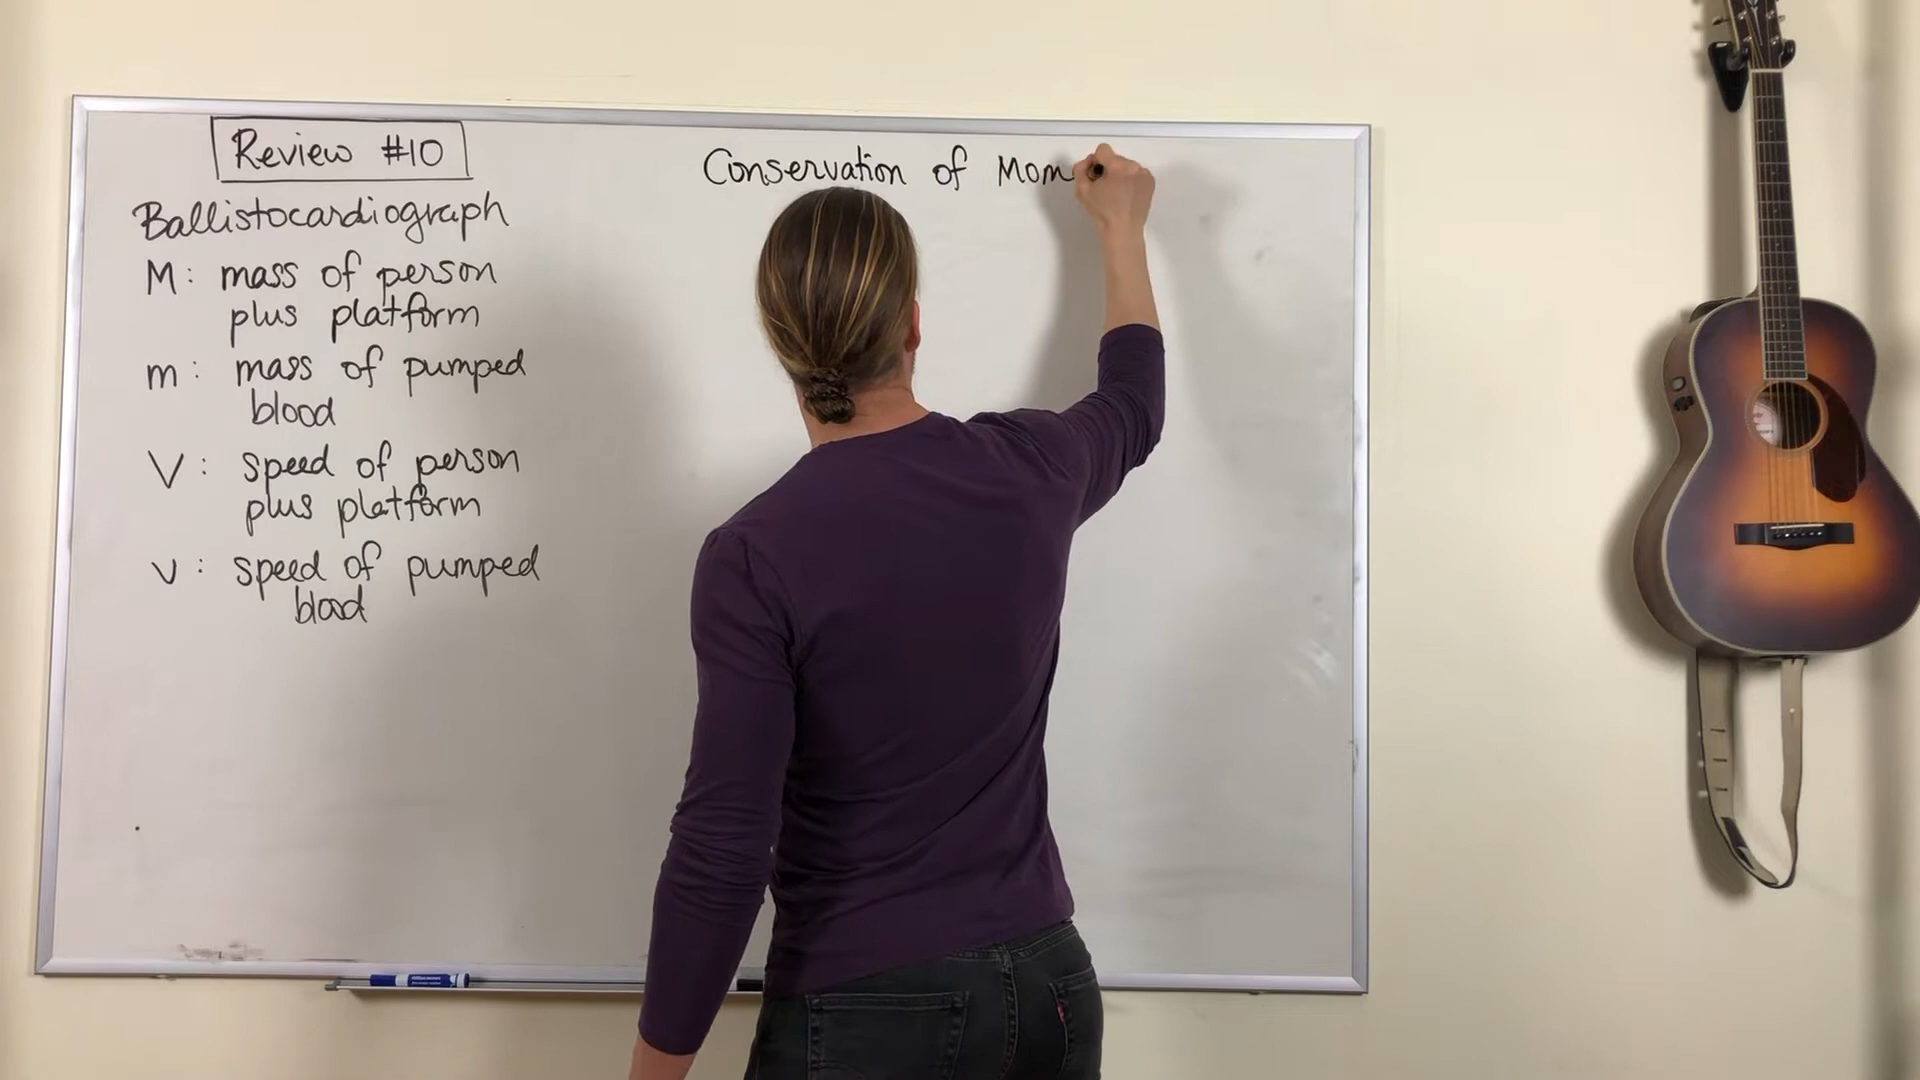 Review #10
Ballistocardiograph
M: mass of person
plus platform
m: mass of pumped
blood
V: speed of person
plus platform
v: speed of pumped
blood
Conservation of Mom